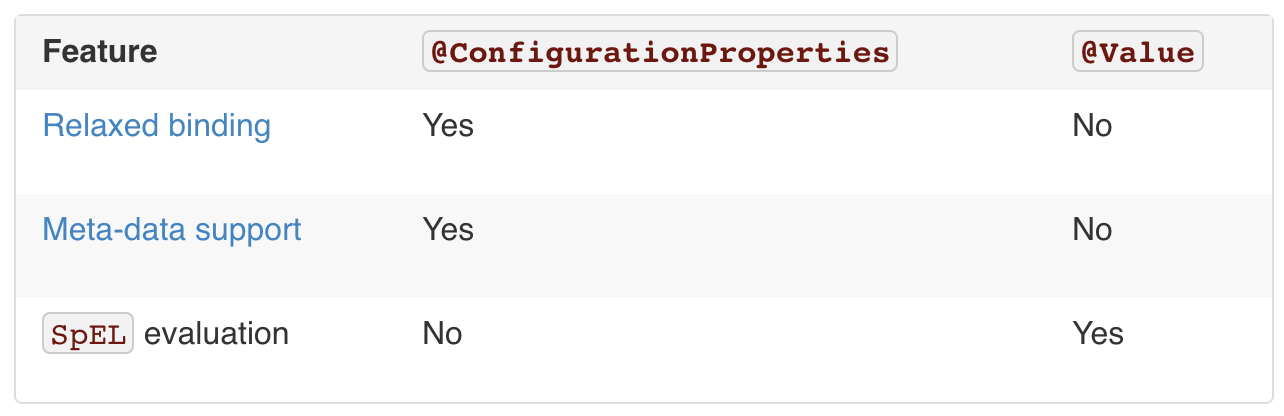 Feature @ConfigurationProperties @Value
Relaxed binding Yes No
Meta-data support Yes No
SpEL evaluation No Yes